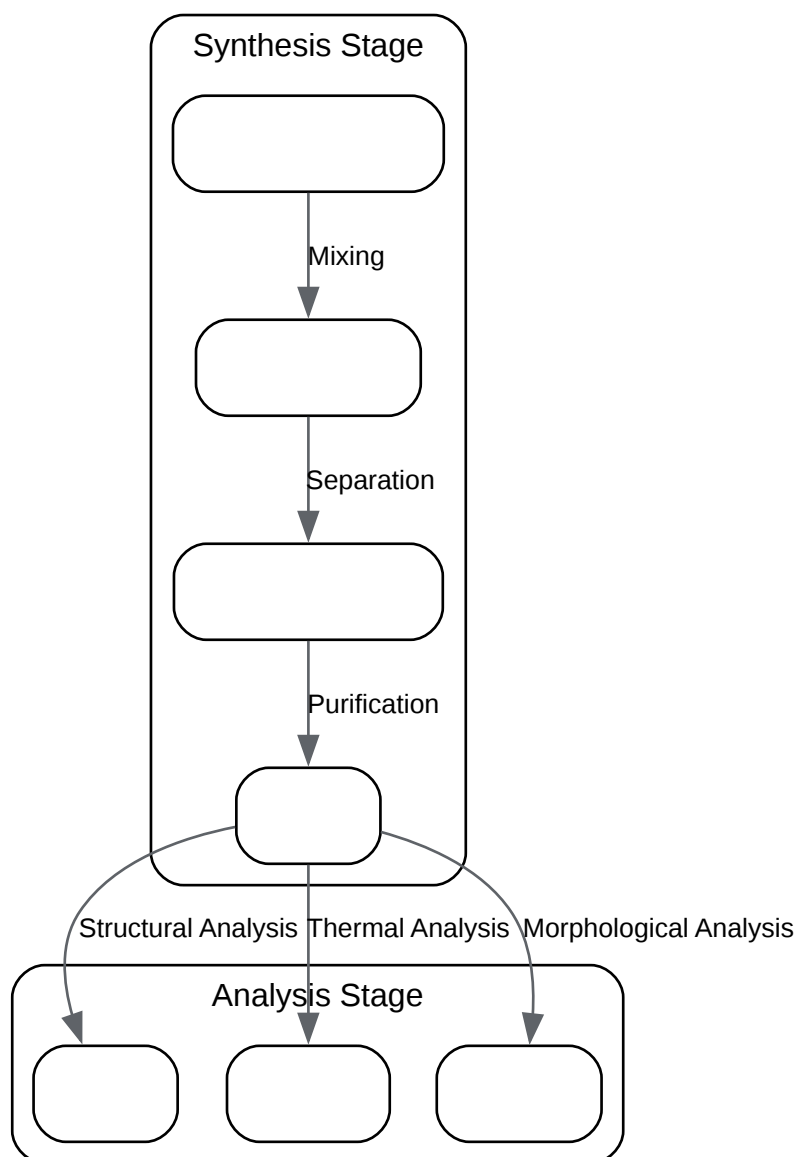 Synthesis Stage
Mixing
Separation
Purification
Structural Analysis
Thermal Analysis
Morphological Analysis
Analysis Stage